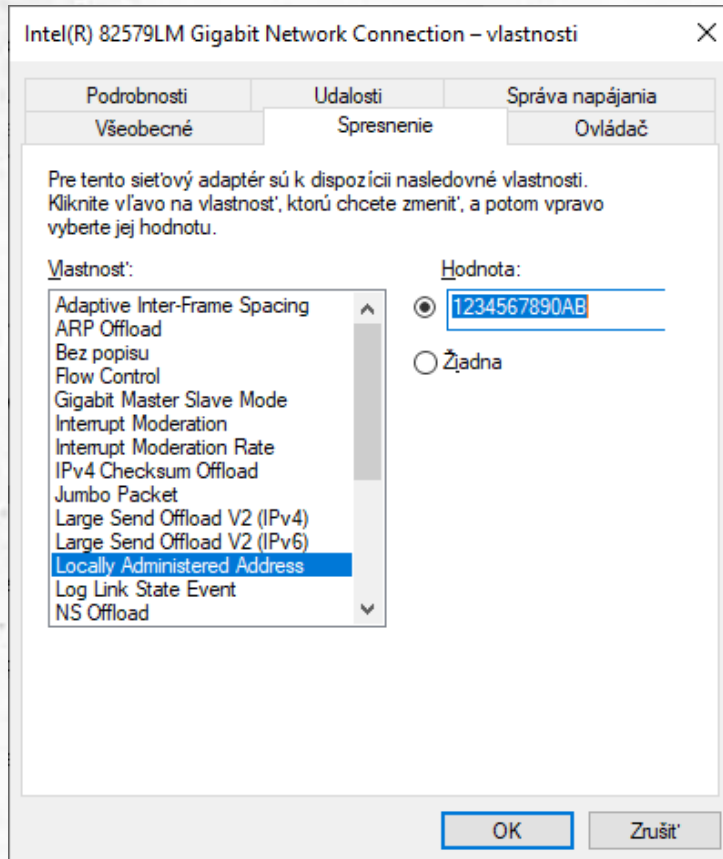 Intel(R) 82579LM Gigabit Network Connection – vlastnosti
Podrobnosti Udalosti Správa napájania
Všeobecné Spresnenie Ovládač
Pre tento sieťový adaptér sú k dispozícii nasledovné vlastnosti.
Kliknite vľavo na vlastnosť, ktorú chcete zmeniť, a potom vpravo
vyberte jej hodnotu.
Vlastnosť:
Adaptive Inter-Frame Spacing
ARP Offload
Bez popisu
Flow Control
Gigabit Master Slave Mode
Interrupt Moderation
Interrupt Moderation Rate
IPv4 Checksum Offload
Jumbo Packet
Large Send Offload V2 (IPv4)
Large Send Offload V2 (IPv6)
Locally Administered Address
Log Link State Event
NS Offload
Hodnota:
1234567890AB
Žiadna
OK Zrušiť